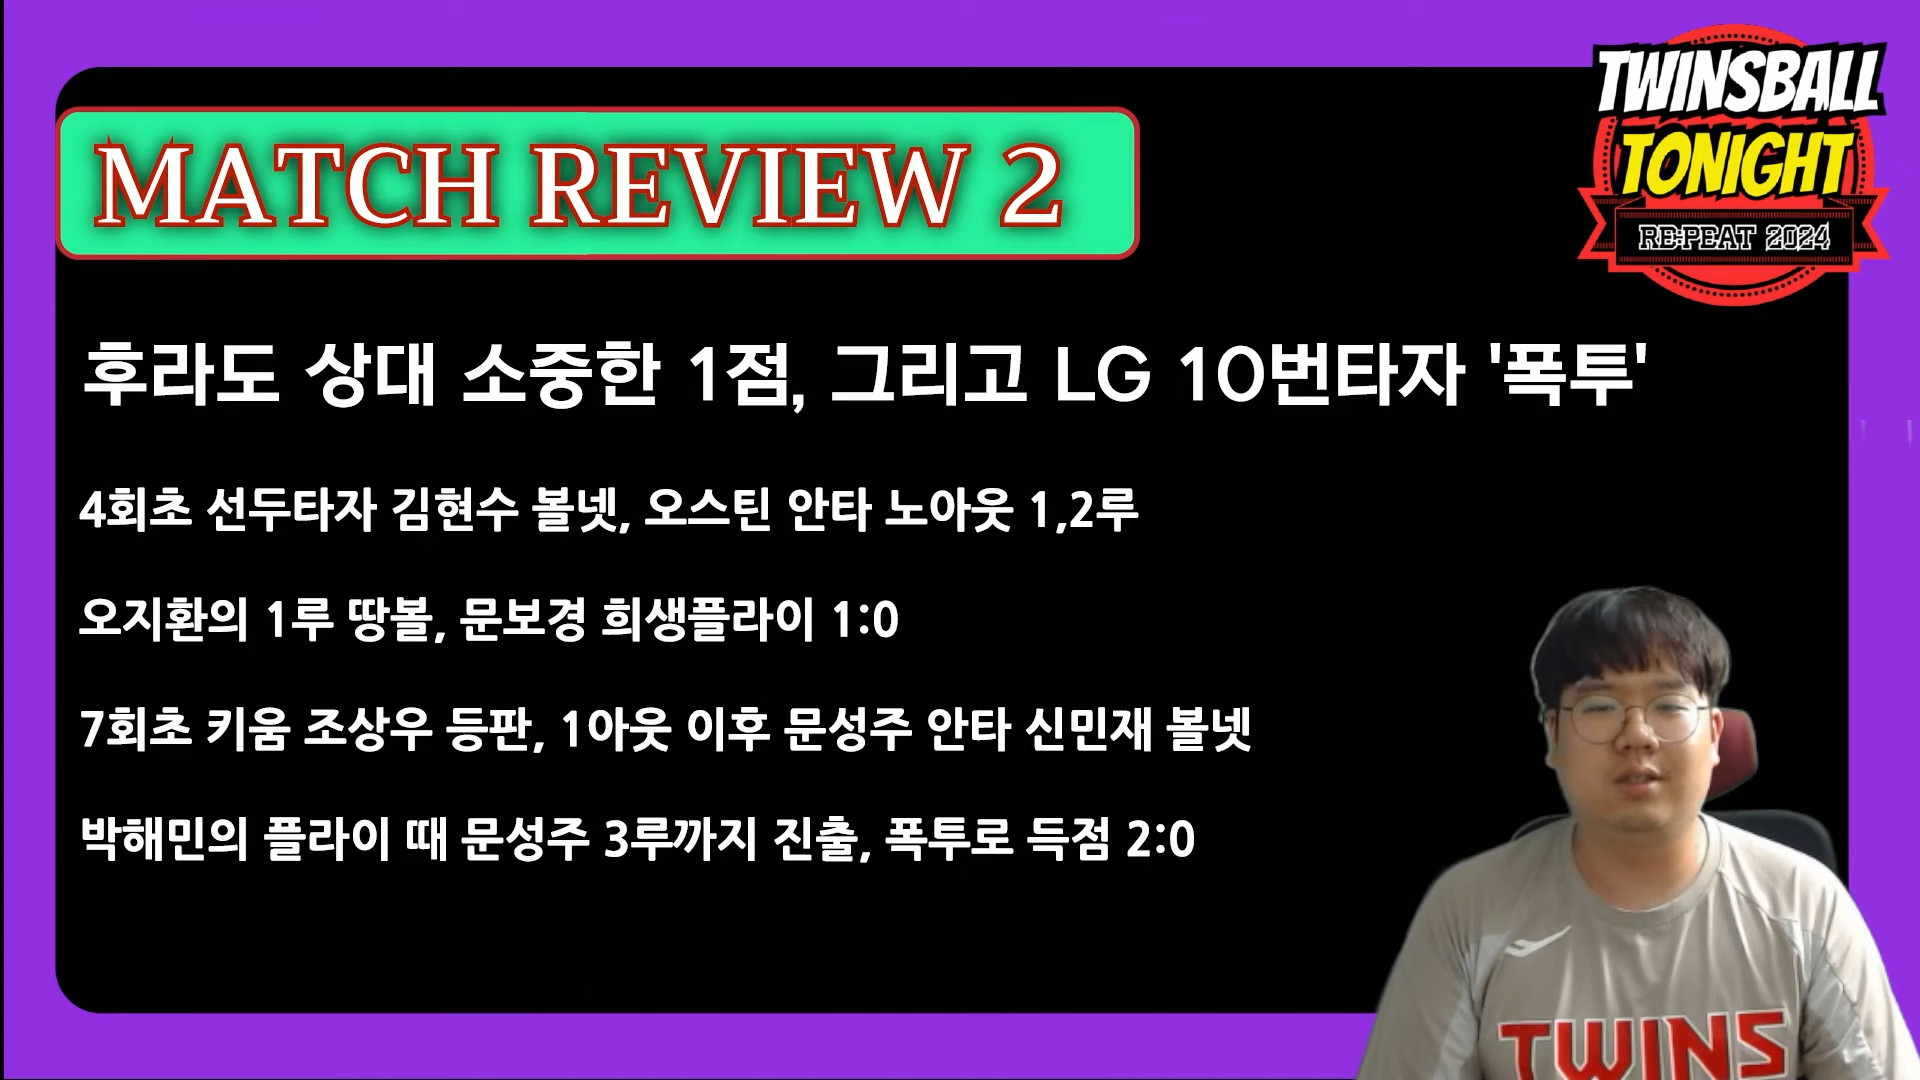 TWINSBALL
TONIGHT
RE:PEAT 2024
MATCH REVIEW 2
후라도 상대 소중한 1점, 그리고 LG 10번타자 '폭투'
4회초 선두타자 김현수 볼넷, 오스틴 안타 노아웃 1,2루
오지환의 1루 땅볼, 문보경 희생플라이 1:0
7회초 키움 조상우 등판, 1아웃 이후 문성주 안타 신민재 볼넷
박해민의 플라이 때 문성주 3루까지 진출, 폭투로 득점 2:0
TWINS